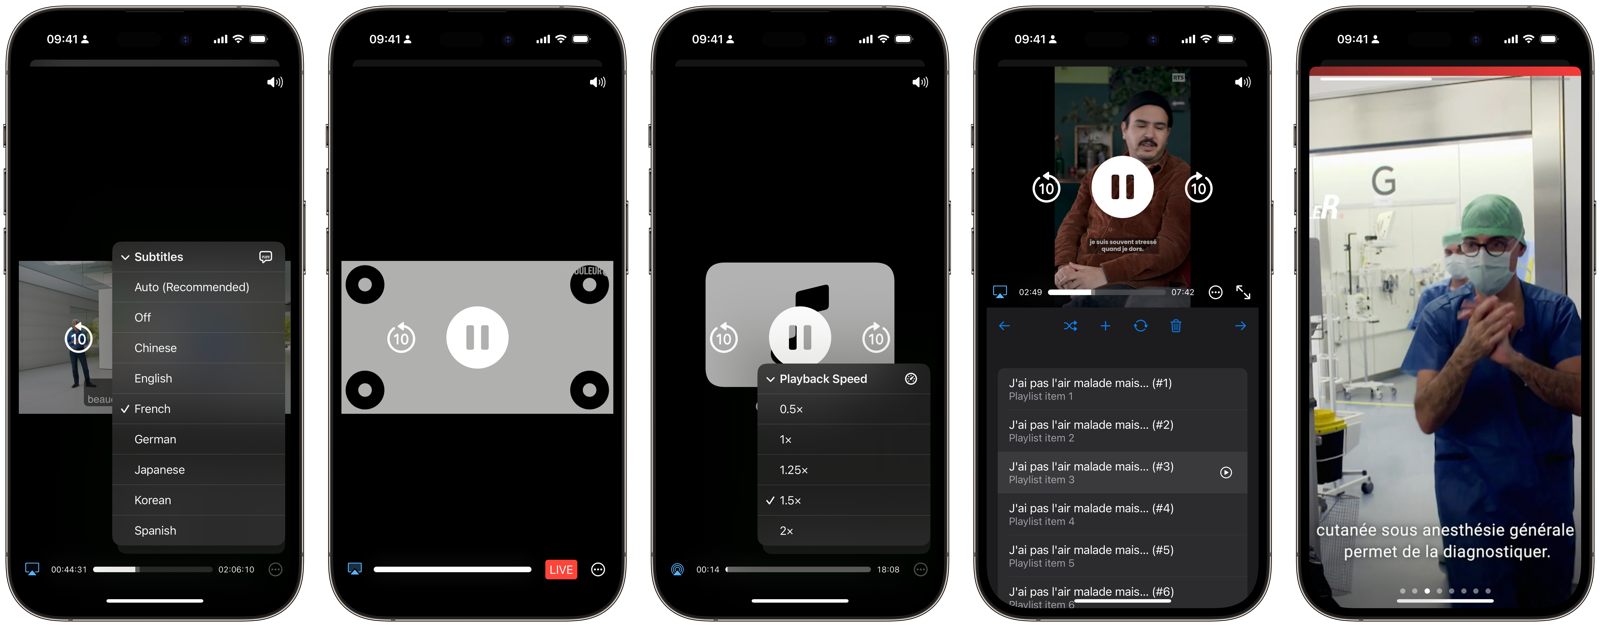 09:41
Subtitles
Auto (Recommended)
Off
Chinese
English
French
German
Japanese
Korean
Spanish
10
beau
00:44:31
02:06:10
09:41
OULEUR
10
LIVE
09:41
10
10
Playback Speed
0.5×
1×
1.25×
1.5×
2×
00:14
18:08
09:41
RTS
10
10
je suis souvent stressé
quand je dors.
02:49
07:42
J'ai pas l'air malade mais... (#1)
Playlist item 1
J'ai pas l'air malade mais... (#2)
Playlist item 2
J'ai pas l'air malade mais... (#3)
Playlist item 3
J'ai pas l'air malade mais... (#4)
Playlist item 4
J'ai pas l'air malade mais... (#5)
Playlist item 5
J'ai pas l'air malade mais... (#6)
Playlist item 6
09:41
G
ER
cutanée sous anesthésie générale
permet de la diagnostiquer.